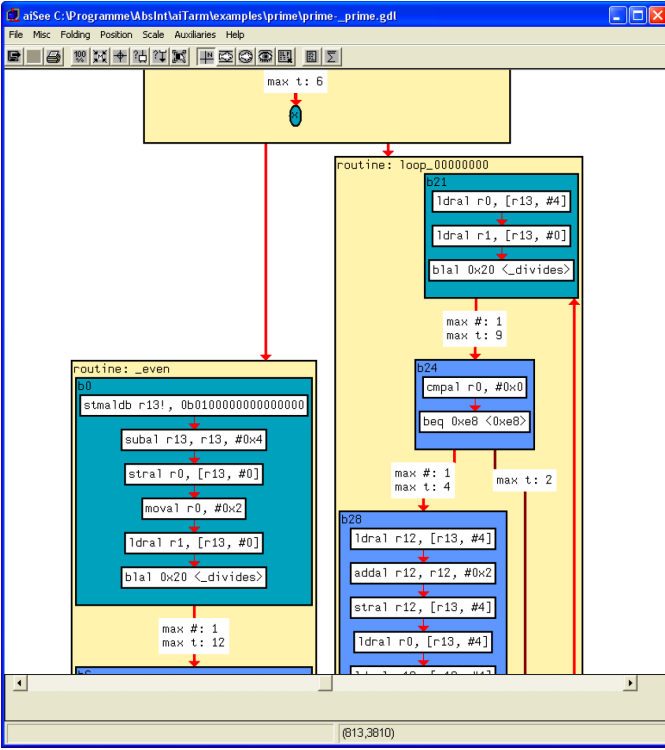 aiSee C:\Programme\AbsInt\aiTarm\examples\prime\prime-_prime.gdl
File Misc Folding Position Scale Auxiliaries Help
100
%
max t: 6
routine: loop_00000000
b21
ldral r0, [r13, #4]
ldral r1, [r13, #0]
blal 0x20 <_divides>
max #: 1
max t: 9
b24
cmpal r0, #0x0
beq 0xe8 <0xe8>
max #: 1
max t: 4
max t: 2
b28
ldral r12, [r13, #4]
addal r12, r12, #0x2
stral r12, [r13, #4]
ldral r0, [r13, #4]
routine: _even
b0
stmaldb r13!, 0b0100000000000000
subal r13, r13, #0x4
stral r0, [r13, #0]
moval r0, #0x2
ldral r1, [r13, #0]
blal 0x20 <_divides>
max #: 1
max t: 12
(813,3810)